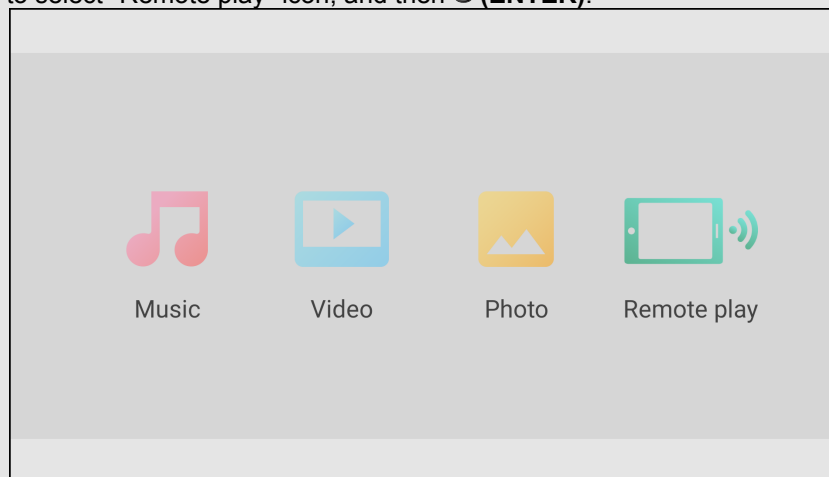 to select "Remote play" icon, and then (ENTER).
Music Video Photo Remote play